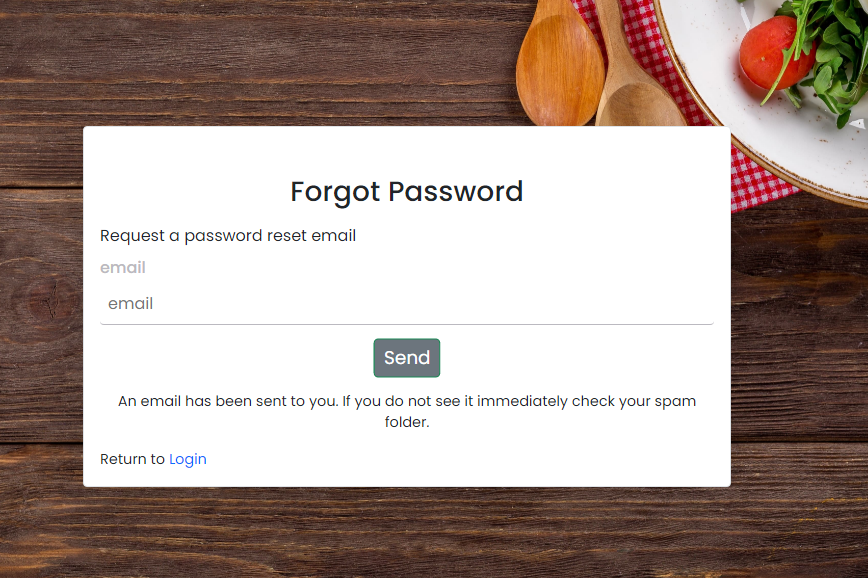 Forgot Password
Request a password reset email
email
email
Send
An email has been sent to you. If you do not see it immediately check your spam
folder.
Return to Login